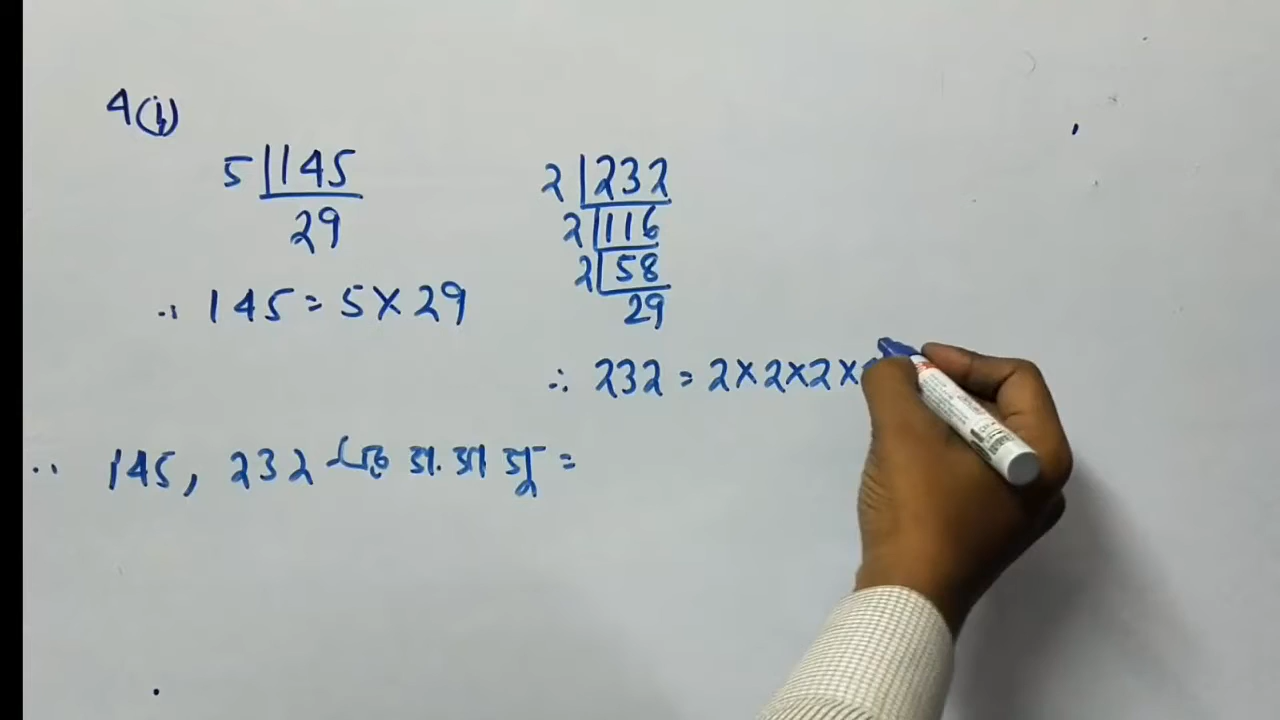 4(i)
5 | 145
29
∴ 145 = 5 × 29
2 | 232
2 | 116
2 | 58
29
∴ 232 = 2 × 2 × 2 ×
∴ 145, 232 =